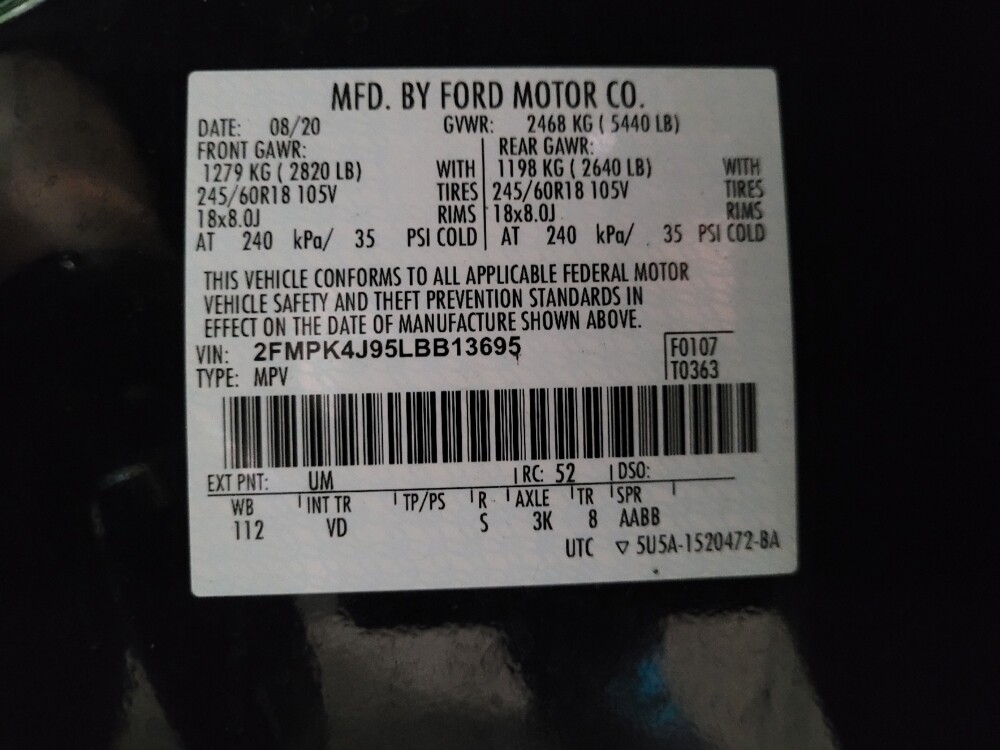 MFD. BY FORD MOTOR CO.
DATE: 08/20 GVWR: 2468 KG ( 5440 LB)
FRONT GAWR: REAR GAWR:
1279 KG ( 2820 LB) WITH 1198 KG ( 2640 LB) WITH
245/60R18 105V TIRES 245/60R18 105V TIRES
18x8.0J RIMS 18x8.0J RIMS
AT 240 kPa/ 35 PSI COLD AT 240 kPa/ 35 PSI COLD
THIS VEHICLE CONFORMS TO ALL APPLICABLE FEDERAL MOTOR
VEHICLE SAFETY AND THEFT PREVENTION STANDARDS IN
EFFECT ON THE DATE OF MANUFACTURE SHOWN ABOVE.
VIN: 2FMPK4J95LBB13695 F0107
TYPE: MPV T0363
EXT PNT: UM RC: 52 DSO:
WB INT TR TP/PS R AXLE TR SPR
112 VD S 3K 8 AABB
UTC ▽ 5U5A-1520472-BA